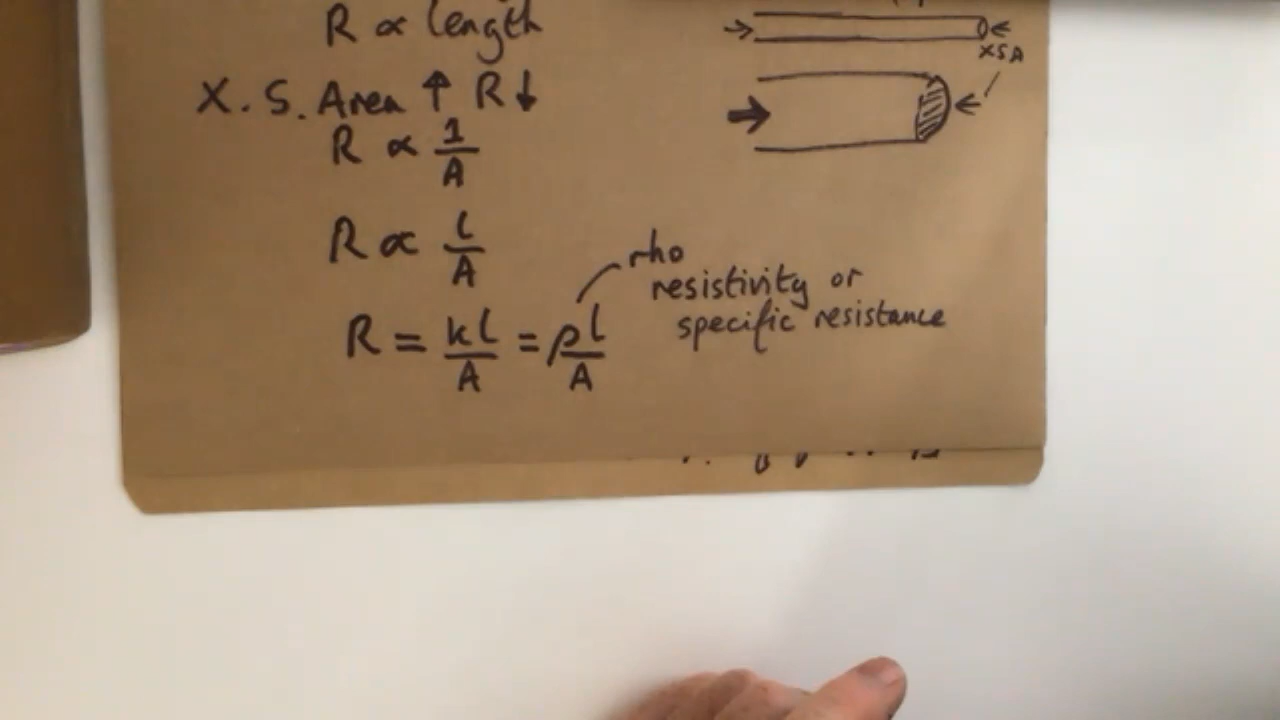 R ∝ length
X.S. Area ↑ R ↓
R ∝ 1/A
R ∝ l/A
R = kl/A = ρl/A
rho
resistivity or
specific resistance
XSA